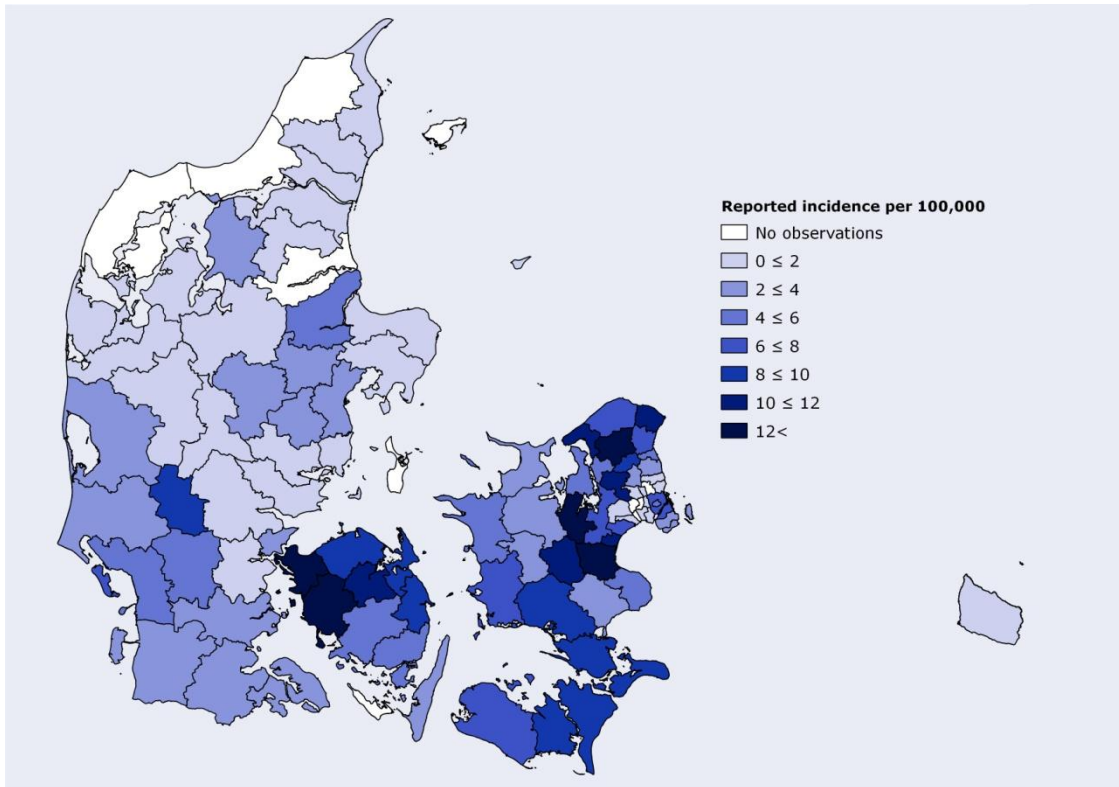 Reported incidence per 100,000
No observations
0 ≤ 2
2 ≤ 4
4 ≤ 6
6 ≤ 8
8 ≤ 10
10 ≤ 12
12<